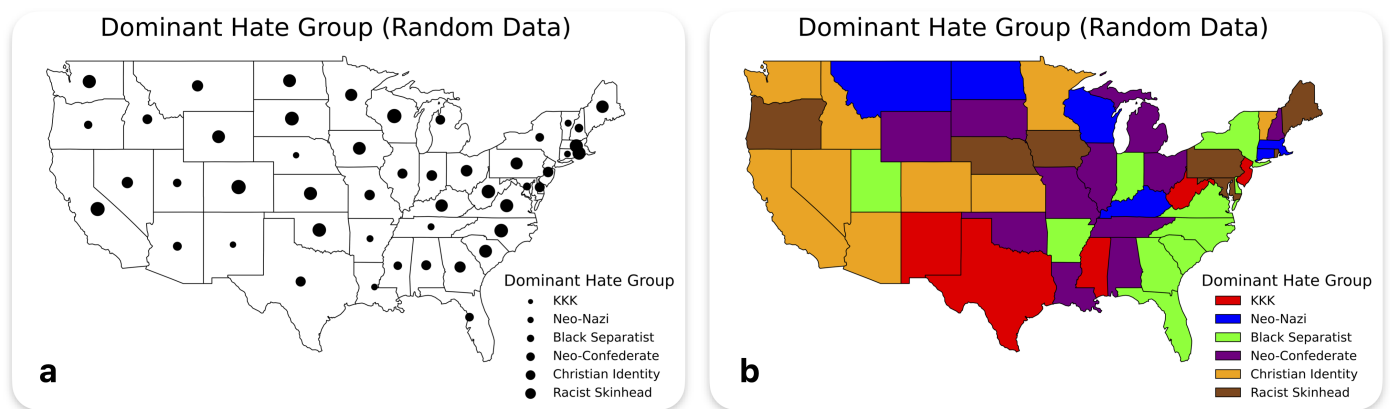 Dominant Hate Group (Random Data)
Dominant Hate Group
KKK
Neo-Nazi
Black Separatist
Neo-Confederate
Christian Identity
Racist Skinhead
a
Dominant Hate Group (Random Data)
Dominant Hate Group
KKK
Neo-Nazi
Black Separatist
Neo-Confederate
Christian Identity
Racist Skinhead
b